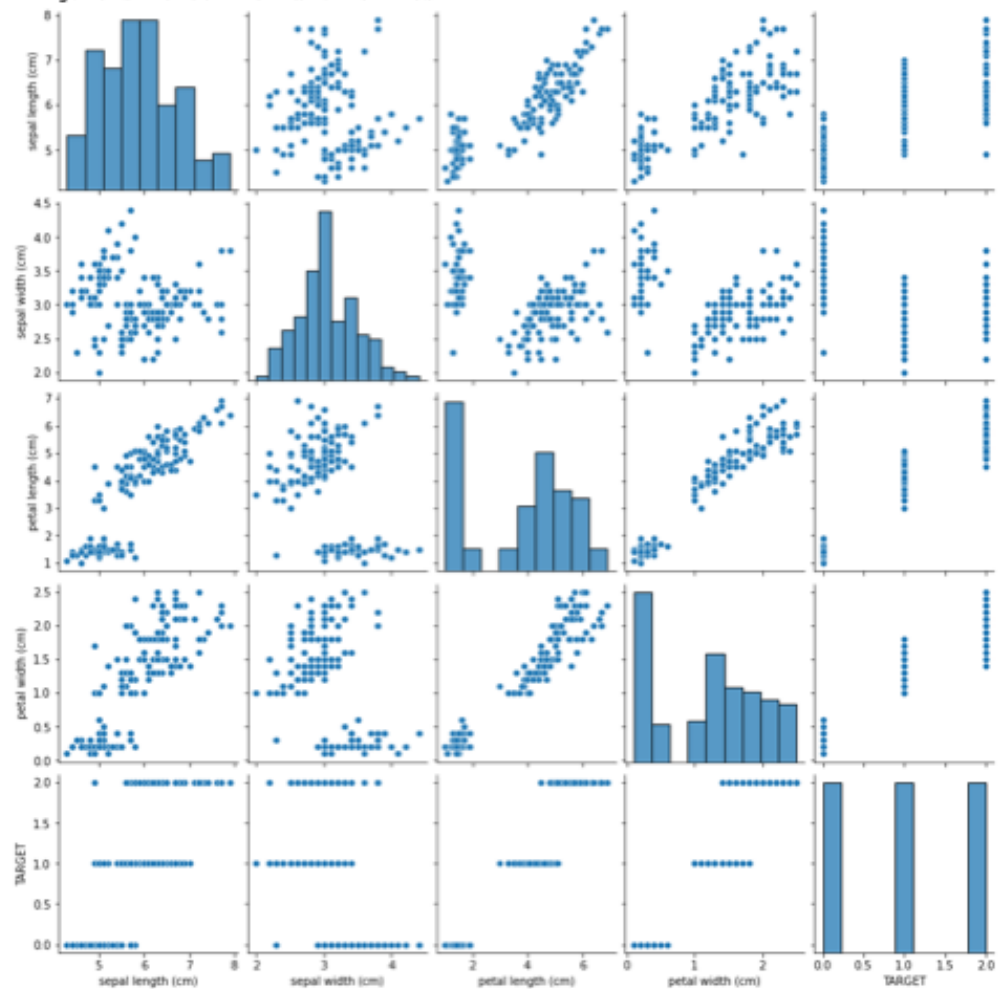 8
7
6
5
sepal length (cm)
4.5
4.0
3.5
3.0
2.5
2.0
sepal width (cm)
7
6
5
4
3
2
1
petal length (cm)
2.5
2.0
1.5
1.0
0.5
0.0
petal width (cm)
2.0
1.5
1.0
0.5
0.0
TARGET
5 6 7 8
sepal length (cm)
2 3 4
sepal width (cm)
2 4 6
petal length (cm)
0 1 2
petal width (cm)
0.0 0.5 1.0 1.5 2.0
TARGET